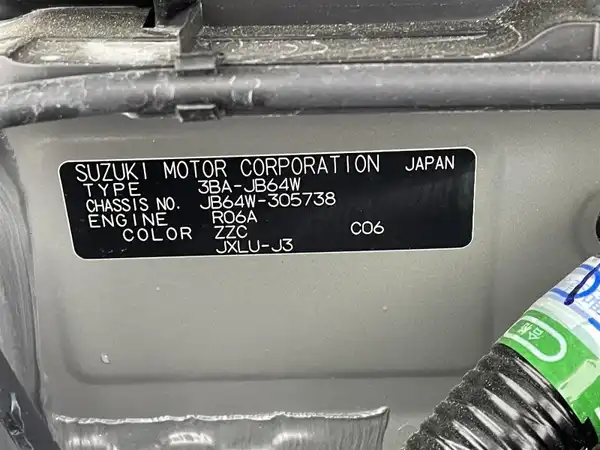 SUZUKI MOTOR CORPORATION JAPAN
TYPE 3BA-JB64W
CHASSIS NO. JB64W-305738
ENGINE R06A
COLOR ZZC C06
JXLU-J3